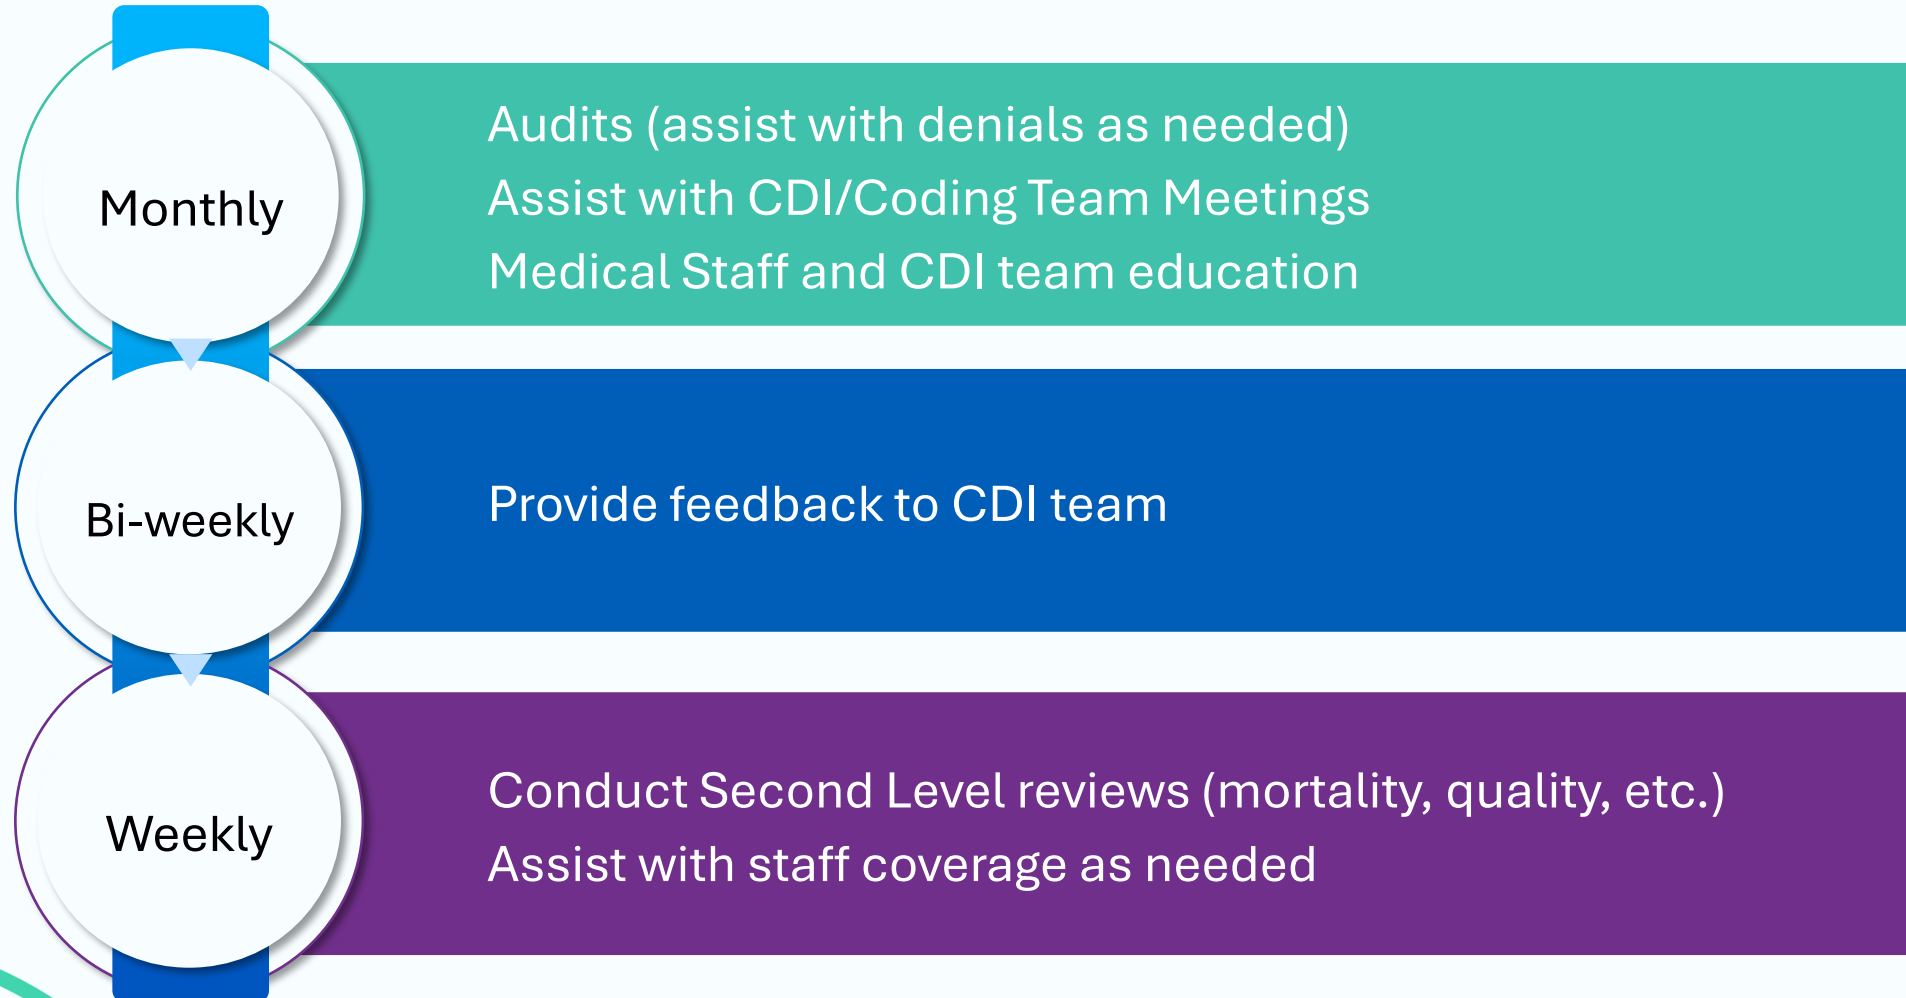 Monthly
Audits (assist with denials as needed)
Assist with CDI/Coding Team Meetings
Medical Staff and CDI team education
Bi-weekly
Provide feedback to CDI team
Weekly
Conduct Second Level reviews (mortality, quality, etc.)
Assist with staff coverage as needed